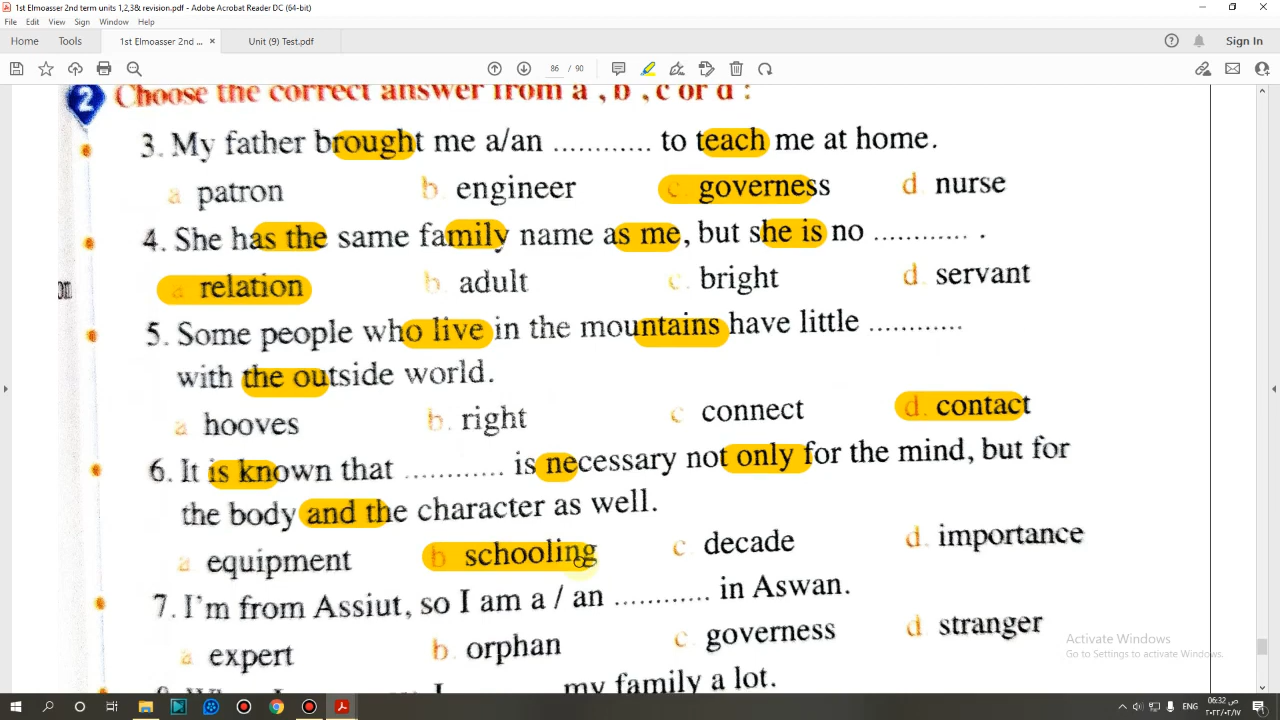 1st Elmoasser 2nd term units 1,2,3& revision.pdf - Adobe Acrobat Reader DC (64-bit)
File Edit View Sign Window Help
Home Tools 1st Elmoasser 2nd ... × Unit (9) Test.pdf Sign In
86 / 90
2 Choose the correct answer from a , b , c or d :
3. My father brought me a/an ............ to teach me at home.
a patron b engineer c. governess d nurse
4. She has the same family name as me, but she is no ............ .
a relation b adult c. bright d. servant
5. Some people who live in the mountains have little ............
with the outside world.
a hooves b. right c connect d. contact
6. It is known that ............ is necessary not only for the mind, but for
the body and the character as well.
a equipment b schooling c decade d. importance
7. I'm from Assiut, so I am a / an ............ in Aswan.
a expert b orphan c. governess d stranger
my family a lot.
Activate Windows
Go to Settings to activate Windows.
ENG 06:32 ص
٢٠٢٢/٠٢/١٧